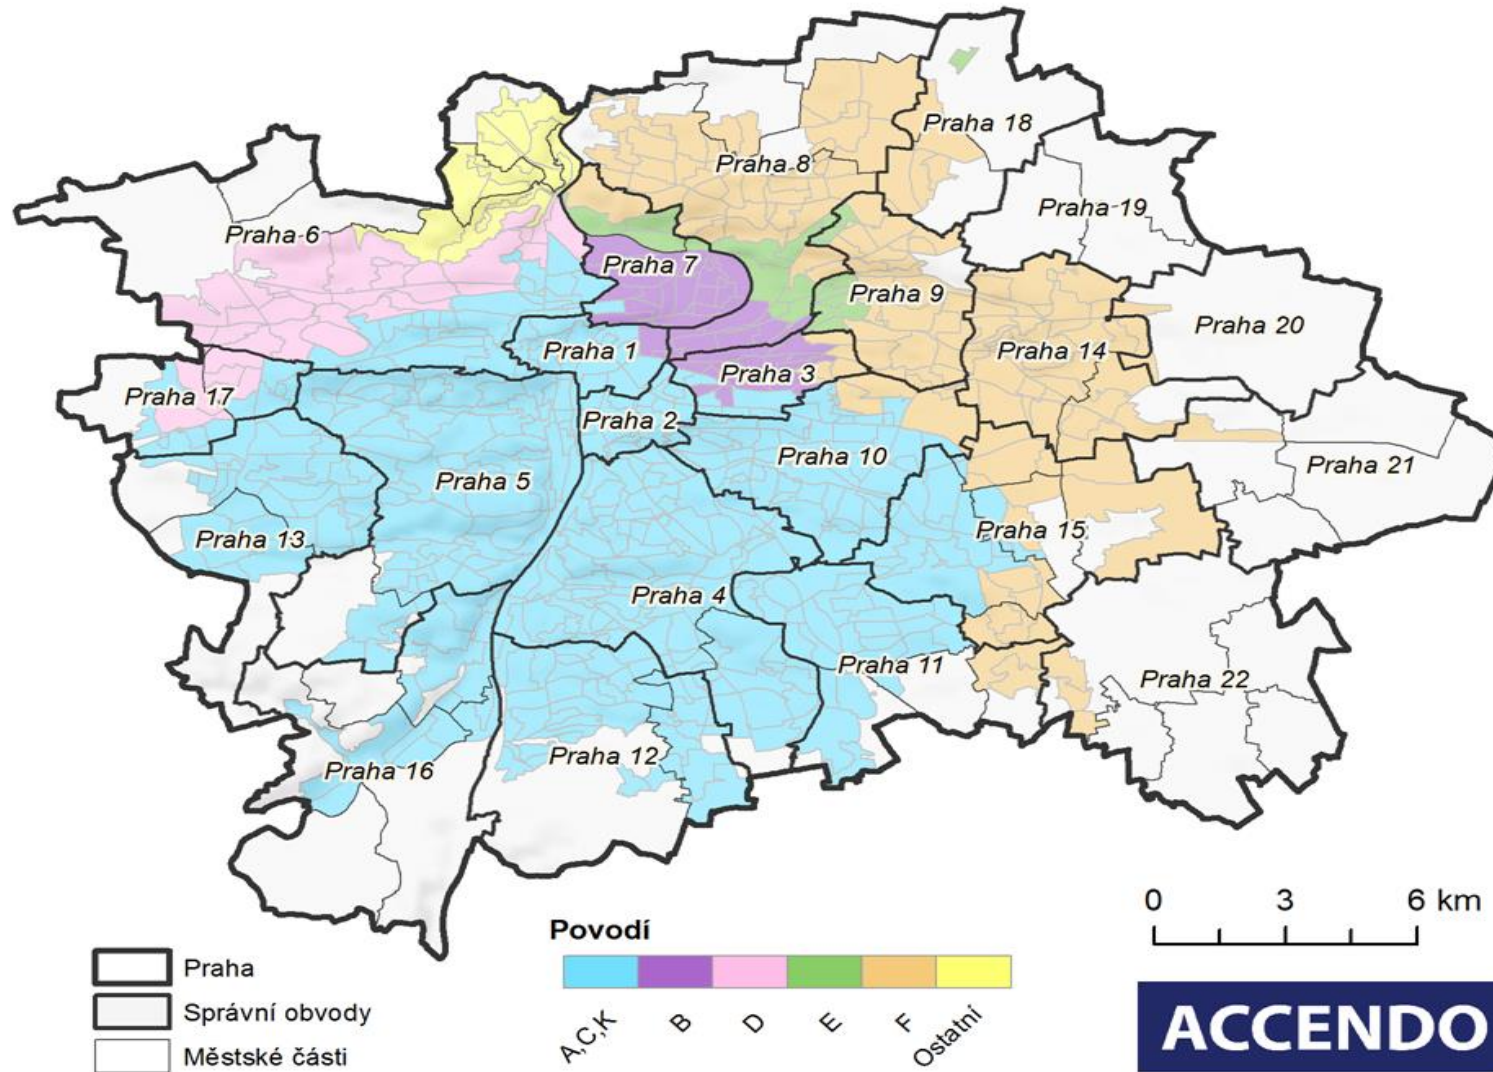 Praha 18
Praha 8
Praha 19
Praha 6
Praha 7
Praha 9
Praha 20
Praha 1
Praha 14
Praha 3
Praha 17
Praha 2
Praha 10
Praha 21
Praha 5
Praha 15
Praha 13
Praha 4
Praha 11
Praha 22
Praha 12
Praha 16
0 3 6 km
Povodí
Praha
Správní obvody
Městské části
A,C,K B D E F Ostatní
ACCENDO